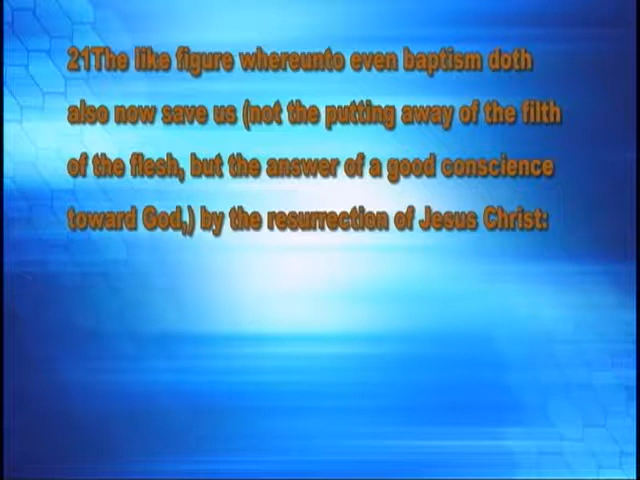 21The like figure whereunto even baptism doth
also now save us (not the putting away of the filth
of the flesh, but the answer of a good conscience
toward God,) by the resurrection of Jesus Christ: